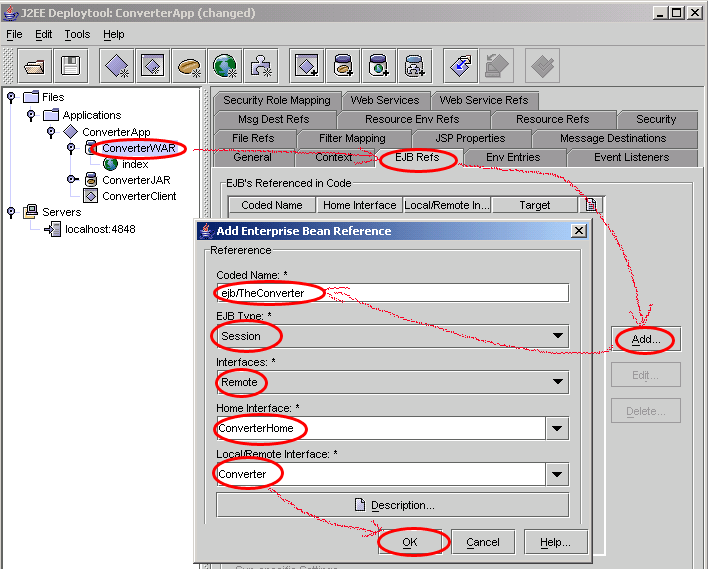 J2EE Deploytool: ConverterApp (changed)
File Edit Tools Help
Files
Applications
ConverterApp
ConverterWAR
index
ConverterJAR
ConverterClient
Servers
localhost:4848
Security Role Mapping Web Services Web Service Refs
Msg Dest Refs Resource Env Refs Resource Refs Security
File Refs Filter Mapping JSP Properties Message Destinations
General Context EJB Refs Env Entries Event Listeners
EJB's Referenced in Code
Coded Name Home Interface Local/Remote In... Target
Add Enterprise Bean Reference
Refererence
Coded Name: *
ejb/TheConverter
EJB Type: *
Session
Interfaces: *
Remote
Home Interface: *
ConverterHome
Local/Remote Interface: *
Converter
Description...
OK Cancel Help...
Add...
Edit...
Delete...